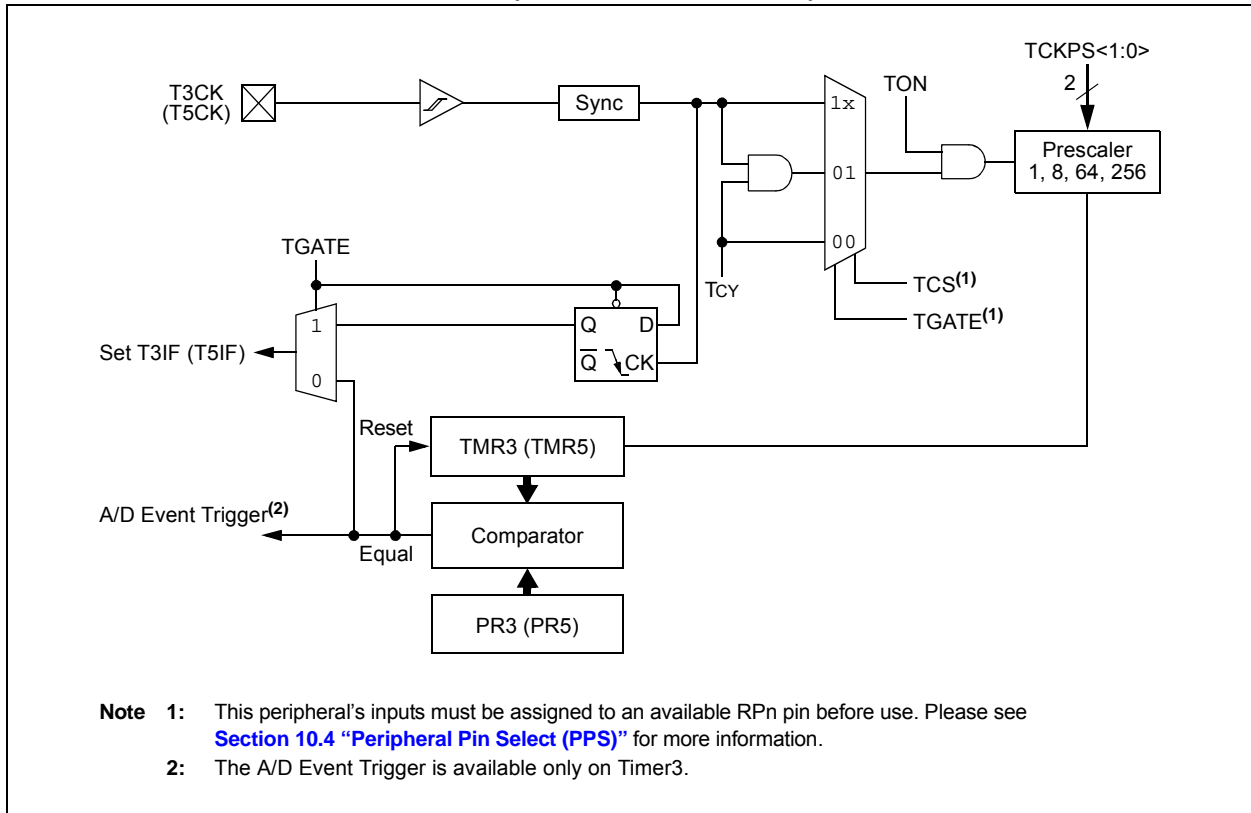 TCKPS<1:0>
2
T3CK
(T5CK)
Sync
1x
TON
Prescaler
1, 8, 64, 256
01
00
TGATE
TCY
TCS(1)
TGATE(1)
1
Q D
Set T3IF (T5IF)
Q CK
0
Reset
TMR3 (TMR5)
A/D Event Trigger(2)
Equal
Comparator
PR3 (PR5)
Note 1: This peripheral's inputs must be assigned to an available RPn pin before use. Please see
Section 10.4 “Peripheral Pin Select (PPS)” for more information.
2: The A/D Event Trigger is available only on Timer3.